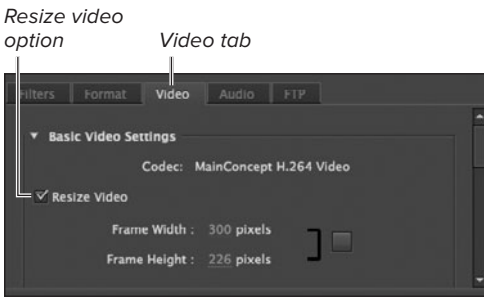 Resize video
option
Video tab
Filters Format Video Audio FTP
Basic Video Settings
Codec: MainConcept H.264 Video
Resize Video
Frame Width : 300 pixels
Frame Height : 226 pixels